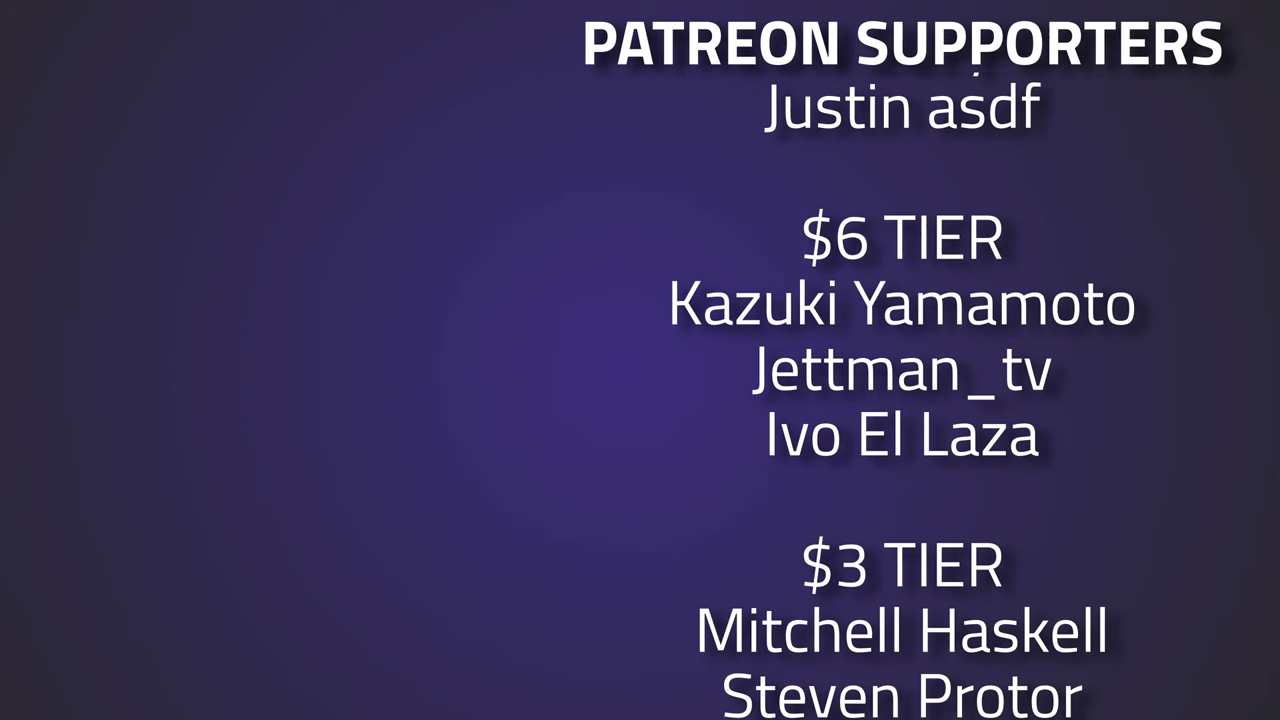 PATREON SUPPORTERS
Justin asdf
$6 TIER
Kazuki Yamamoto
Jettman_tv
Ivo El Laza
$3 TIER
Mitchell Haskell
Steven Protor